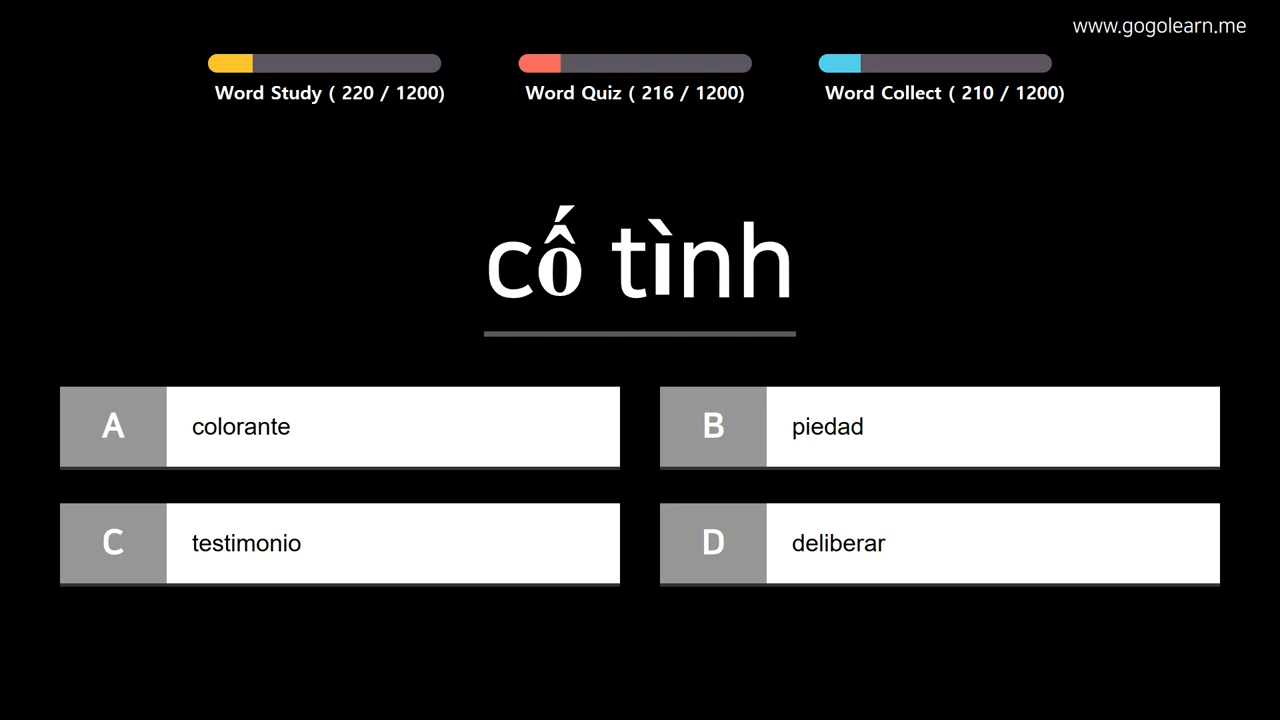 www.gogolearn.me
Word Study ( 220 / 1200)
Word Quiz ( 216 / 1200)
Word Collect ( 210 / 1200)
cố tình
A colorante
B piedad
C testimonio
D deliberar